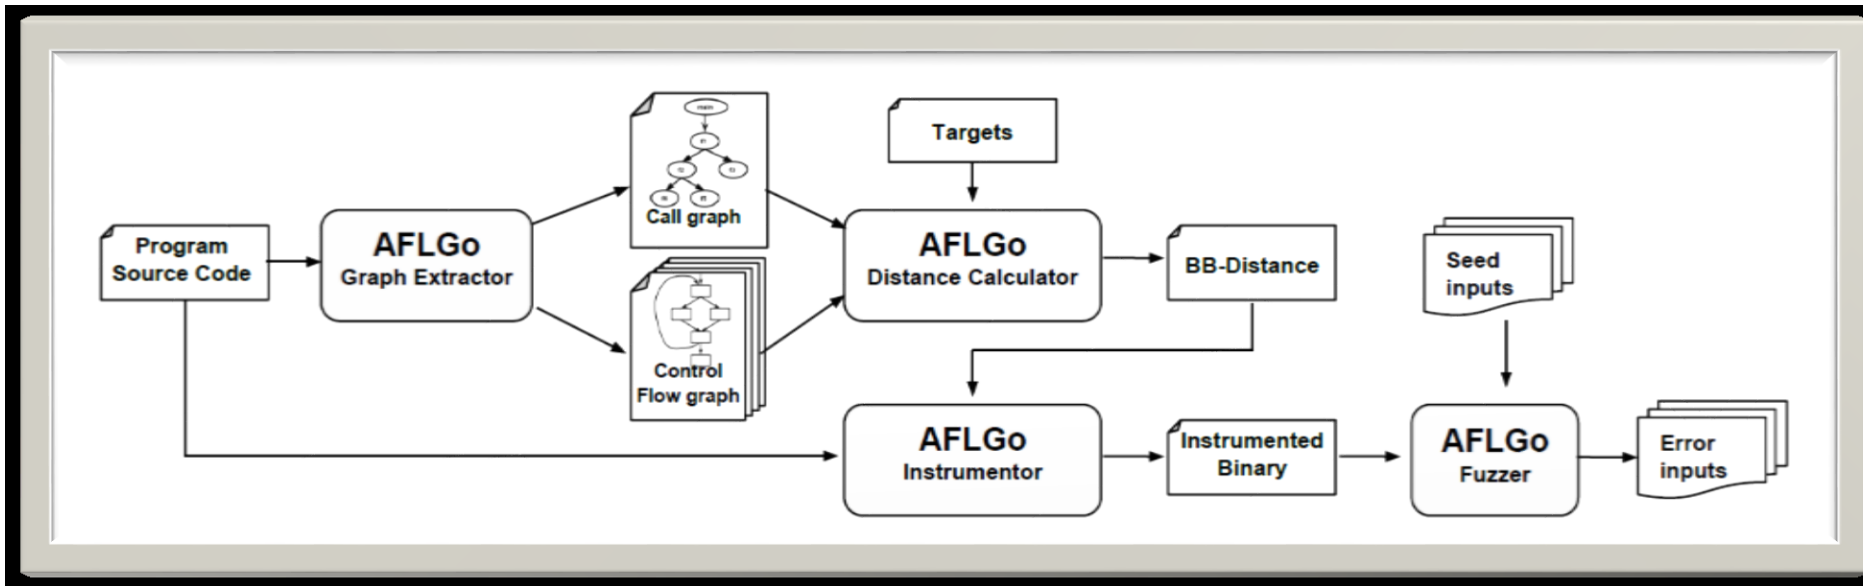 main
Call graph
Targets
Program
Source Code
AFLGo
Graph Extractor
Control
Flow graph
AFLGo
Distance Calculator
BB-Distance
Seed
inputs
AFLGo
Instrumentor
Instrumented
Binary
AFLGo
Fuzzer
Error
inputs